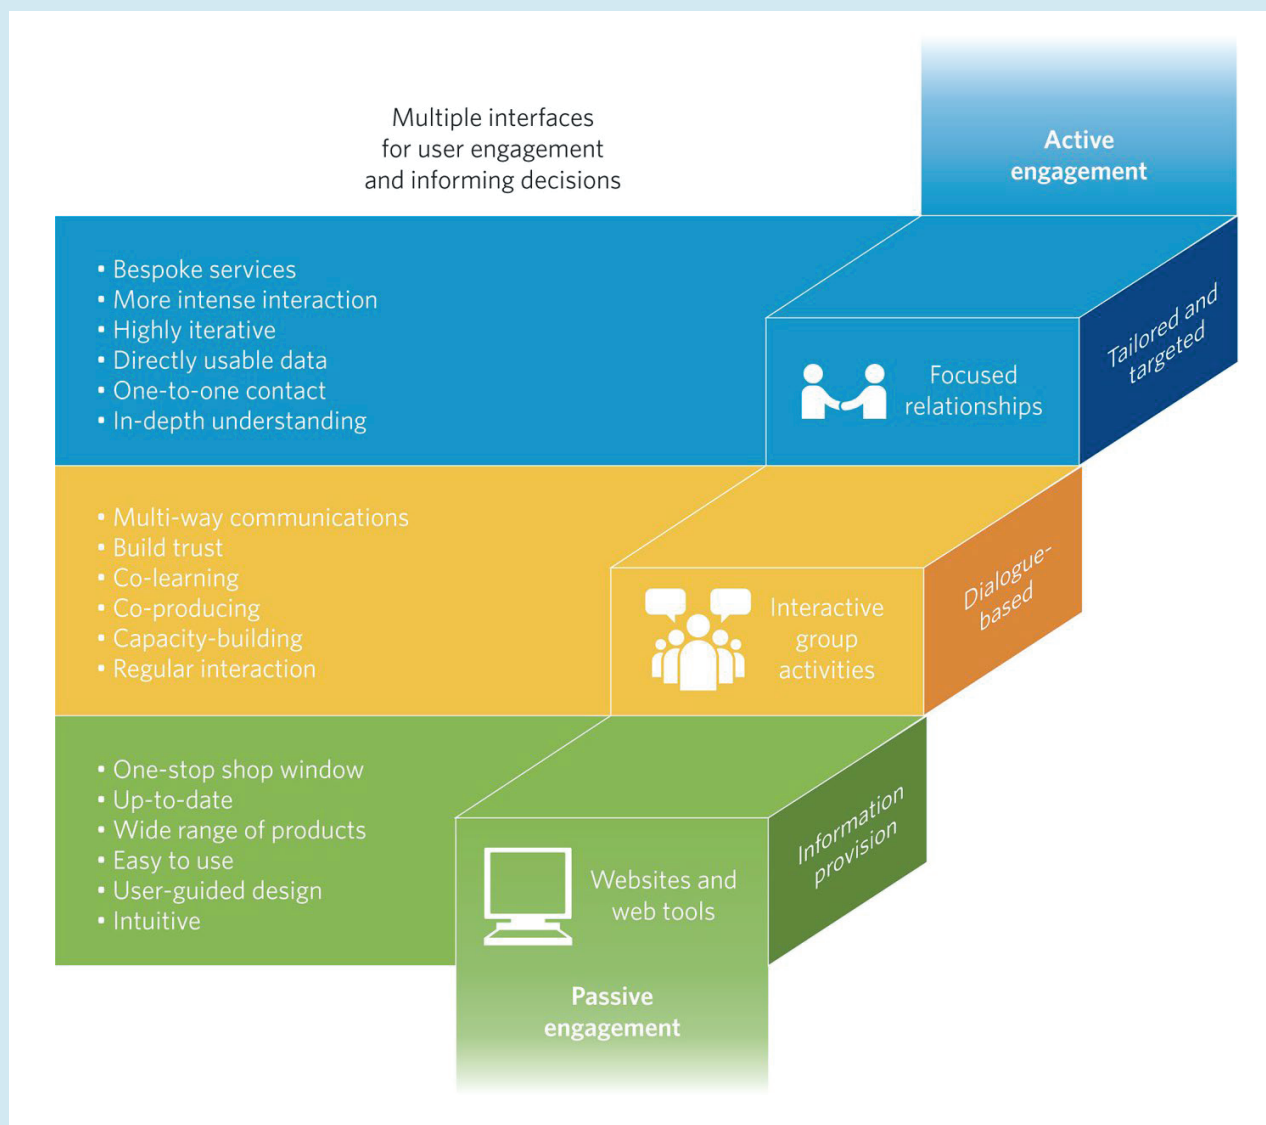 Multiple interfaces
for user engagement
and informing decisions
Active
engagement
• Bespoke services
• More intense interaction
• Highly iterative
• Directly usable data
• One-to-one contact
• In-depth understanding
Focused
relationships
Tailored and
targeted
• Multi-way communications
• Build trust
• Co-learning
• Co-producing
• Capacity-building
• Regular interaction
Interactive
group
activities
Dialogue-
based
• One-stop shop window
• Up-to-date
• Wide range of products
• Easy to use
• User-guided design
• Intuitive
Websites and
web tools
Information
provision
Passive
engagement